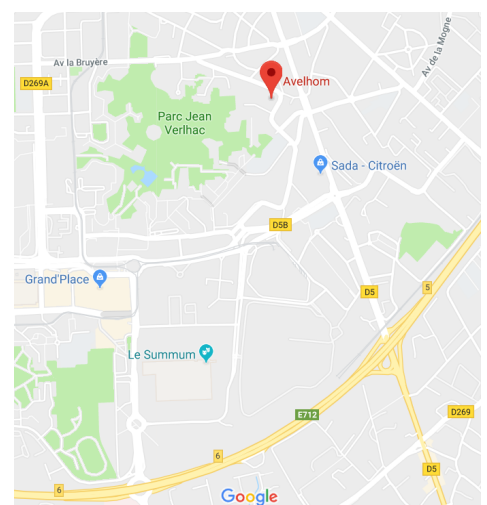 Av de la Mogne
Av la Bruyère
D269A
Avelhom
Parc Jean
Verlhac
Sada - Citroën
D5B
Grand'Place
5
D5
Le Summum
E712
D269
6
D5
6
Google